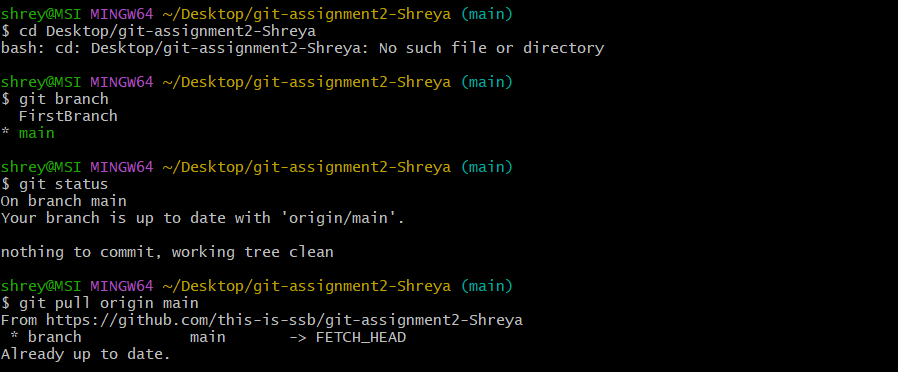 shrey@MSI MINGW64 ~/Desktop/git-assignment2-Shreya (main)
$ cd Desktop/git-assignment2-Shreya
bash: cd: Desktop/git-assignment2-Shreya: No such file or directory
shrey@MSI MINGW64 ~/Desktop/git-assignment2-Shreya (main)
$ git branch
  FirstBranch
* main
shrey@MSI MINGW64 ~/Desktop/git-assignment2-Shreya (main)
$ git status
On branch main
Your branch is up to date with 'origin/main'.
nothing to commit, working tree clean
shrey@MSI MINGW64 ~/Desktop/git-assignment2-Shreya (main)
$ git pull origin main
From https://github.com/this-is-ssb/git-assignment2-Shreya
 * branch            main       -> FETCH_HEAD
Already up to date.